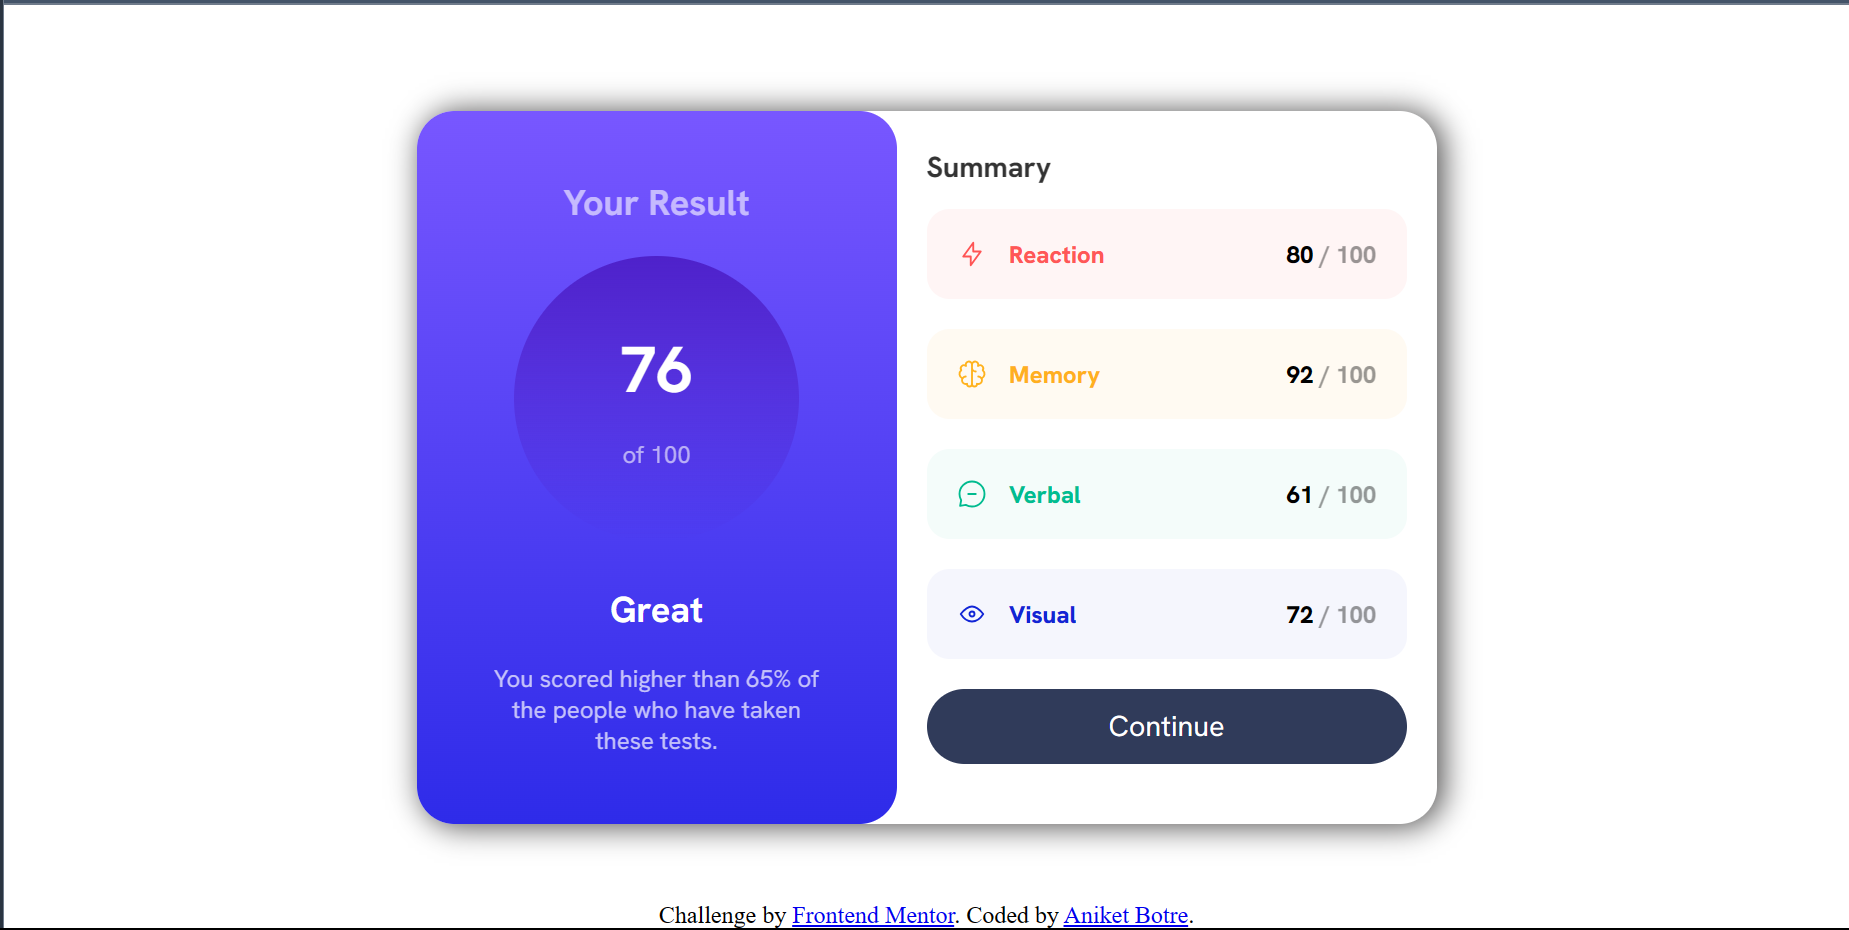 Your Result
76
of 100
Great
You scored higher than 65% of
the people who have taken
these tests.
Summary
Reaction 80 / 100
Memory 92 / 100
Verbal 61 / 100
Visual 72 / 100
Continue
Challenge by Frontend Mentor. Coded by Aniket Botre.